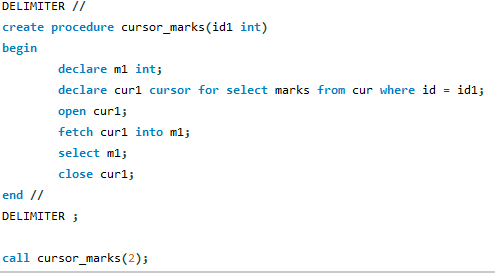 DELIMITER //
create procedure cursor_marks(id1 int)
begin
declare m1 int;
declare cur1 cursor for select marks from cur where id = id1;
open cur1;
fetch cur1 into m1;
select m1;
close cur1;
end //
DELIMITER ;
call cursor_marks(2);